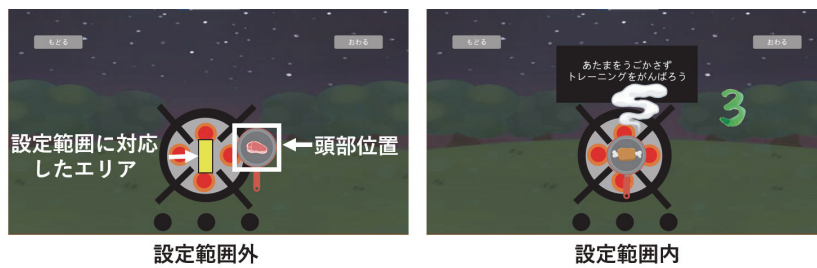 もどる
おわる
設定範囲に対応
したエリア
頭部位置
設定範囲外
もどる
おわる
あたまをうごかさず
トレーニングをがんばろう
3
設定範囲内